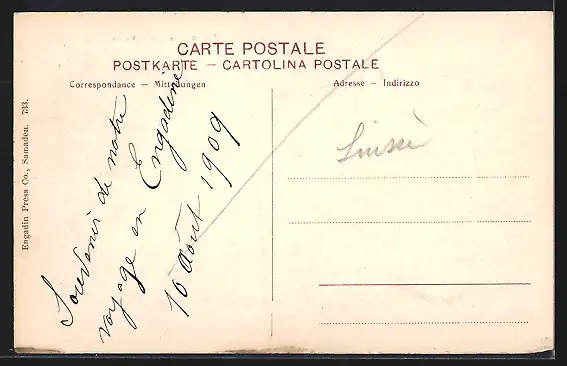 CARTE POSTALE
POSTKARTE – CARTOLINA POSTALE
Correspondance – Mitteilungen
Adresse – Indirizzo
Engadin Press Co., Samaden. 733.
Souvenir de notre
voyage en Engadine
10 Août 1909
Suisse